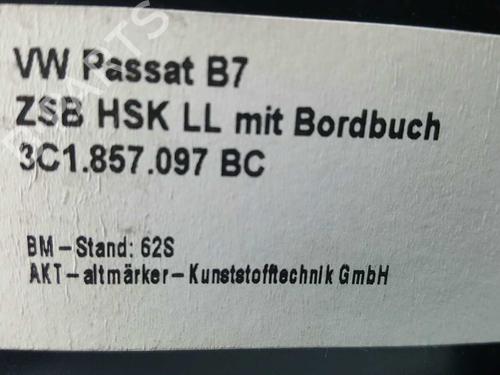 VW Passat B7
ZSB HSK LL mit Bordbuch
3C1.857.097 BC
BM-Stand: 62S
AKT-altmärker-Kunststofftechnik GmbH